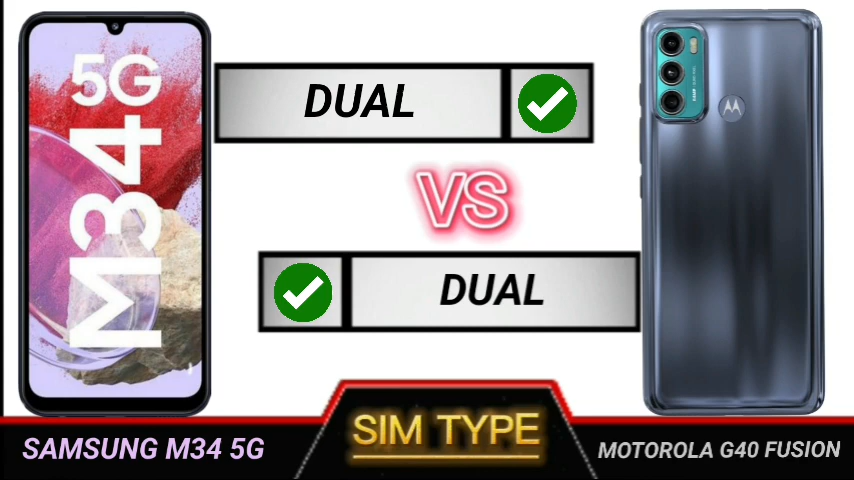 5G
M34
DUAL
VS
DUAL
SIM TYPE
SAMSUNG M34 5G
MOTOROLA G40 FUSION